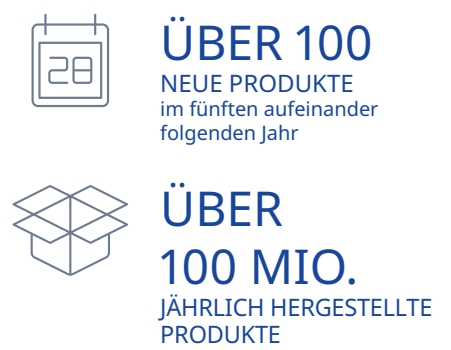 28
ÜBER 100
NEUE PRODUKTE
im fünften aufeinander
folgenden Jahr
ÜBER
100 MIO.
JÄHRLICH HERGESTELLTE
PRODUKTE